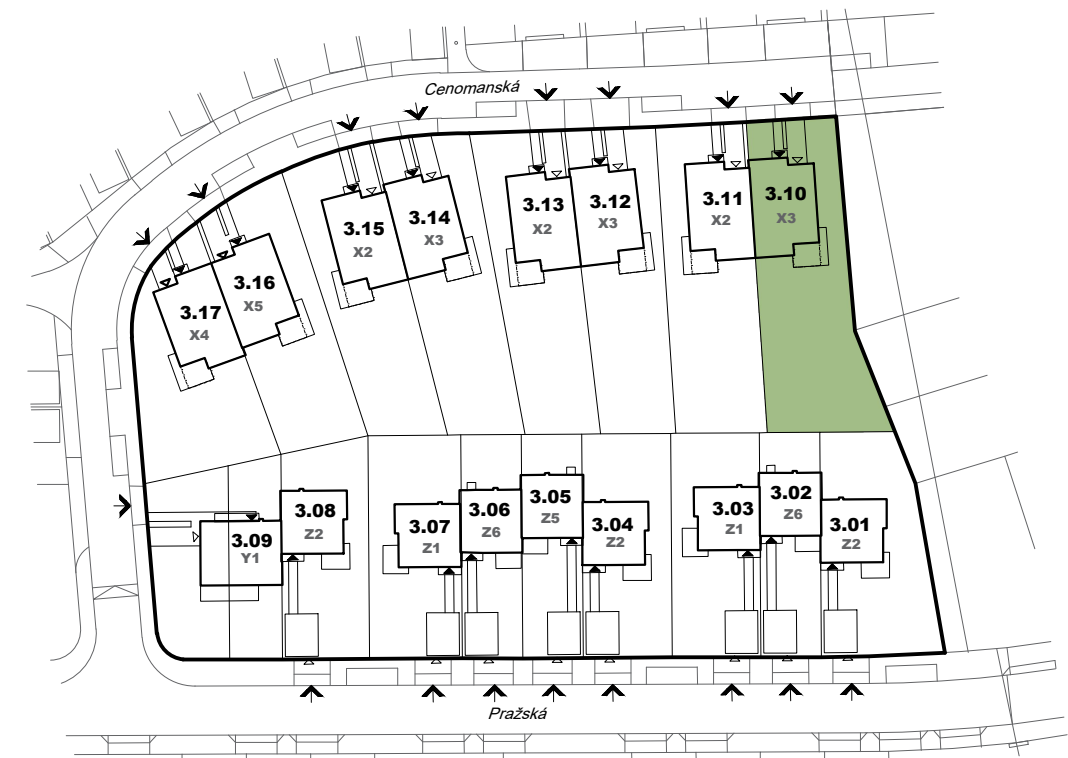 Cenomanská
3.10
X3
3.11
X2
3.12
X3
3.13
X2
3.14
X3
3.15
X2
3.16
X5
3.17
X4
3.05
Z5
3.02
Z6
3.08
Z2
3.06
Z6
3.03
Z1
3.07
Z1
3.04
Z2
3.01
Z2
3.09
Y1
Pražská